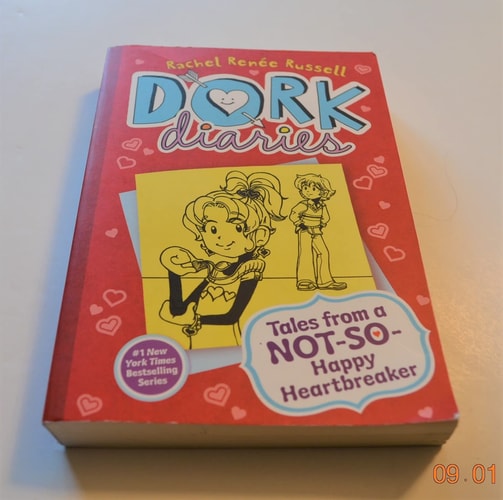 Rachel Renée Russell
DORK
diaries
Tales from a
NOT-SO-
Happy
Heartbreaker
#1 New
York Times
Bestselling
Series
09.01